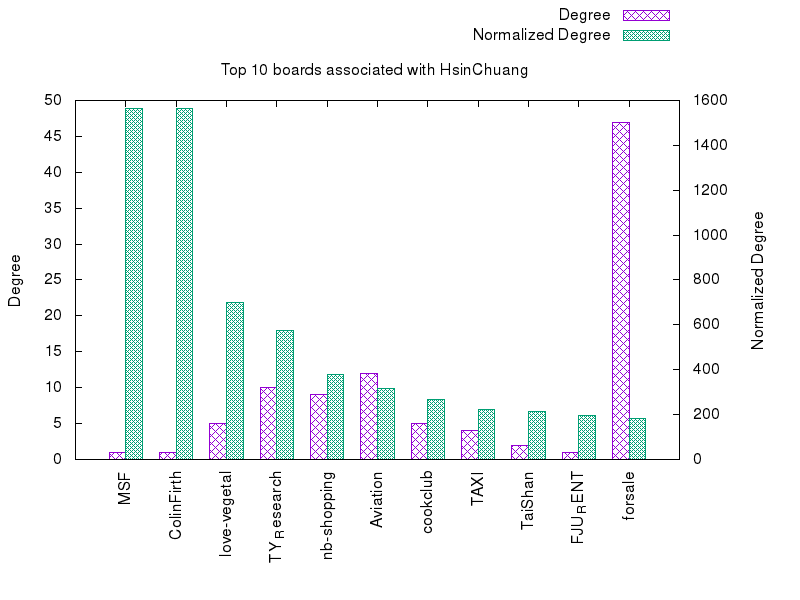 Degree
Normalized Degree
Top 10 boards associated with HsinChuang
50
45
40
35
30
25
20
15
10
5
0
1600
1400
1200
1000
800
600
400
200
0
Degree
Normalized Degree
MSF
ColinFirth
love-vegetal
TY_Research
nb-shopping
Aviation
cookclub
TAXI
TaiShan
FJU_RENT
forsale